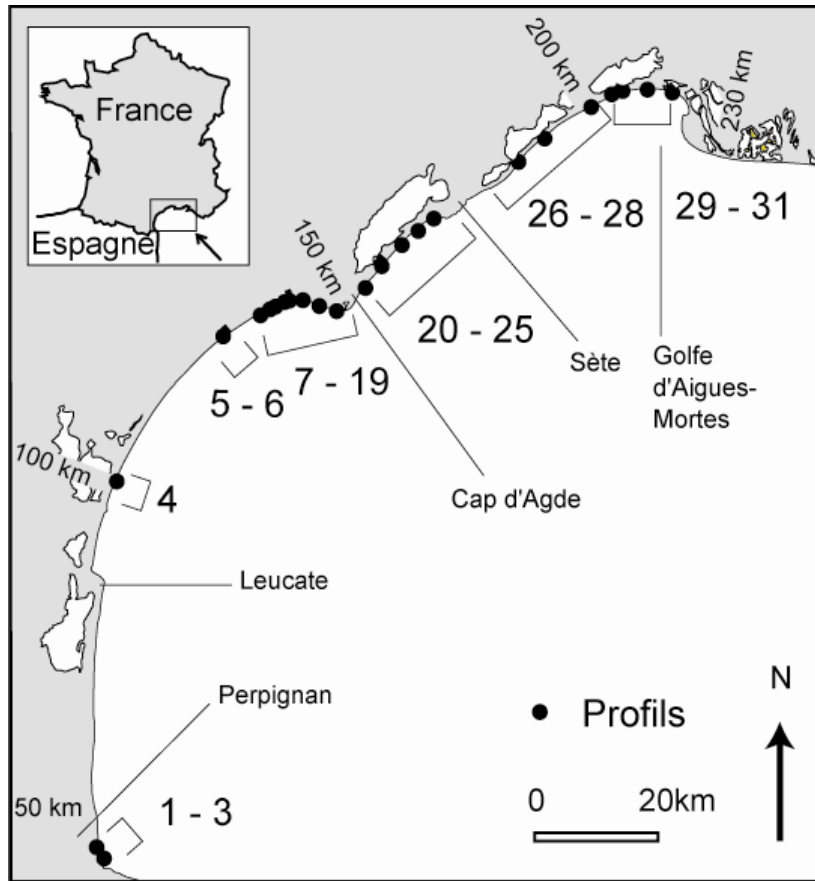 France
Espagne
200 km
230 km
150 km
26 - 28
29 - 31
20 - 25
Sète
Golfe
d'Aigues-
Mortes
5 - 6
7 - 19
100 km
4
Cap d'Agde
Leucate
Perpignan
N
Profils
50 km
1 - 3
0
20km